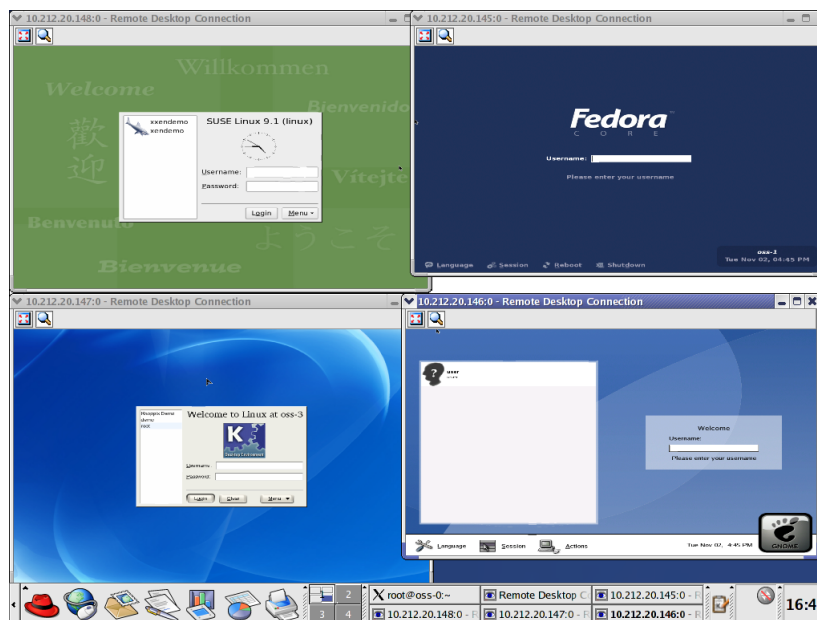 10.212.20.148:0 - Remote Desktop Connection
Willkommen
Welcome
Bienvenido
歡迎
xxendemo
xendemo
SUSE Linux 9.1 (linux)
Username:
Password:
Login Menu
Vítejte
Benvenuto
ようこそ
Bienvenue
10.212.20.145:0 - Remote Desktop Connection
Fedora
CORE
Username:
Please enter your username
Language Session Reboot Shutdown
oss-1
Tue Nov 02, 04:45 PM
10.212.20.147:0 - Remote Desktop Connection
Knoppix Demo
demo
root
Welcome to Linux at oss-3
K
Username:
Password:
Login Clear Menu
10.212.20.146:0 - Remote Desktop Connection
user
Welcome
Username:
Please enter your username
Language Session Actions
Tue Nov 02, 4:45 PM
GNOME
2
3 4
X root@oss-0:~
Remote Desktop C
10.212.20.145:0 - R
10.212.20.148:0 - R
10.212.20.147:0 - R
10.212.20.146:0 - R
16:4